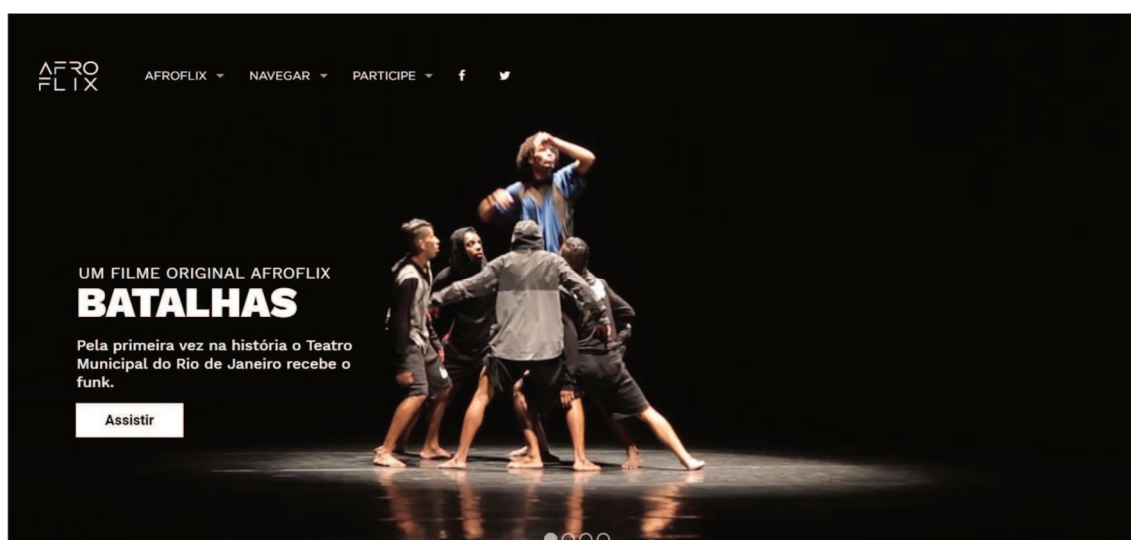 AFRO
FLIX
AFROFLIX
NAVEGAR
PARTICIPE
UM FILME ORIGINAL AFROFLIX
BATALHAS
Pela primeira vez na história o Teatro
Municipal do Rio de Janeiro recebe o
funk.
Assistir